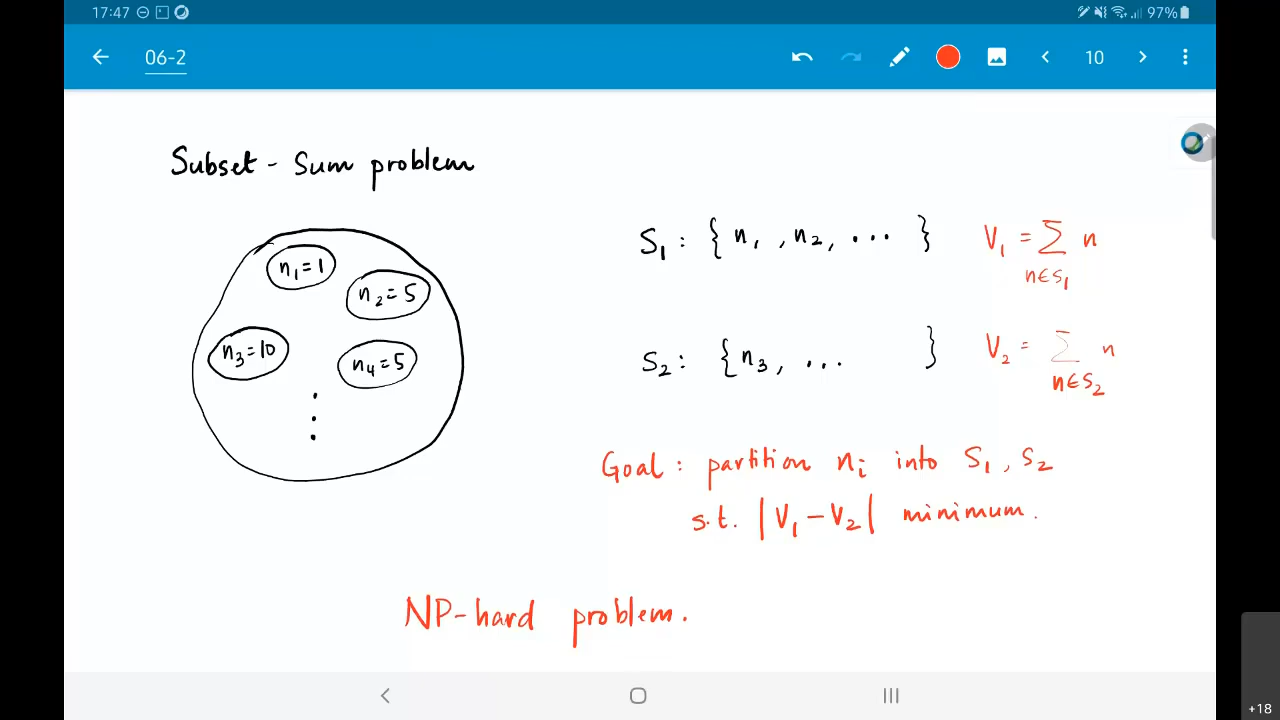 17:47
97%
06-2
10
Subset - Sum problem
n₁=1
n₂=5
n₃=10
n₄=5
⋮
S₁ : { n₁ , n₂, ... }
V₁ = ∑ n
n∈S₁
S₂ : { n₃, ... }
V₂ = ∑ n
n∈S₂
Goal : partition nᵢ into S₁, S₂
s.t. |V₁ - V₂| minimum.
NP-hard problem.
+18